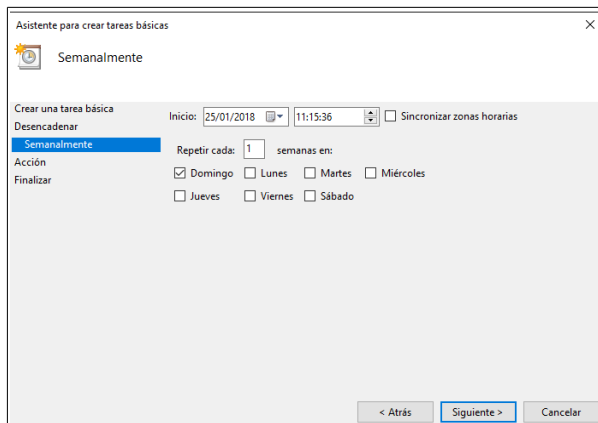 Asistente para crear tareas básicas
Semanalmente
Crear una tarea básica
Desencadenar
Semanalmente
Acción
Finalizar
Inicio: 25/01/2018 11:15:36 Sincronizar zonas horarias
Repetir cada: 1 semanas en:
Domingo Lunes Martes Miércoles
Jueves Viernes Sábado
< Atrás Siguiente > Cancelar